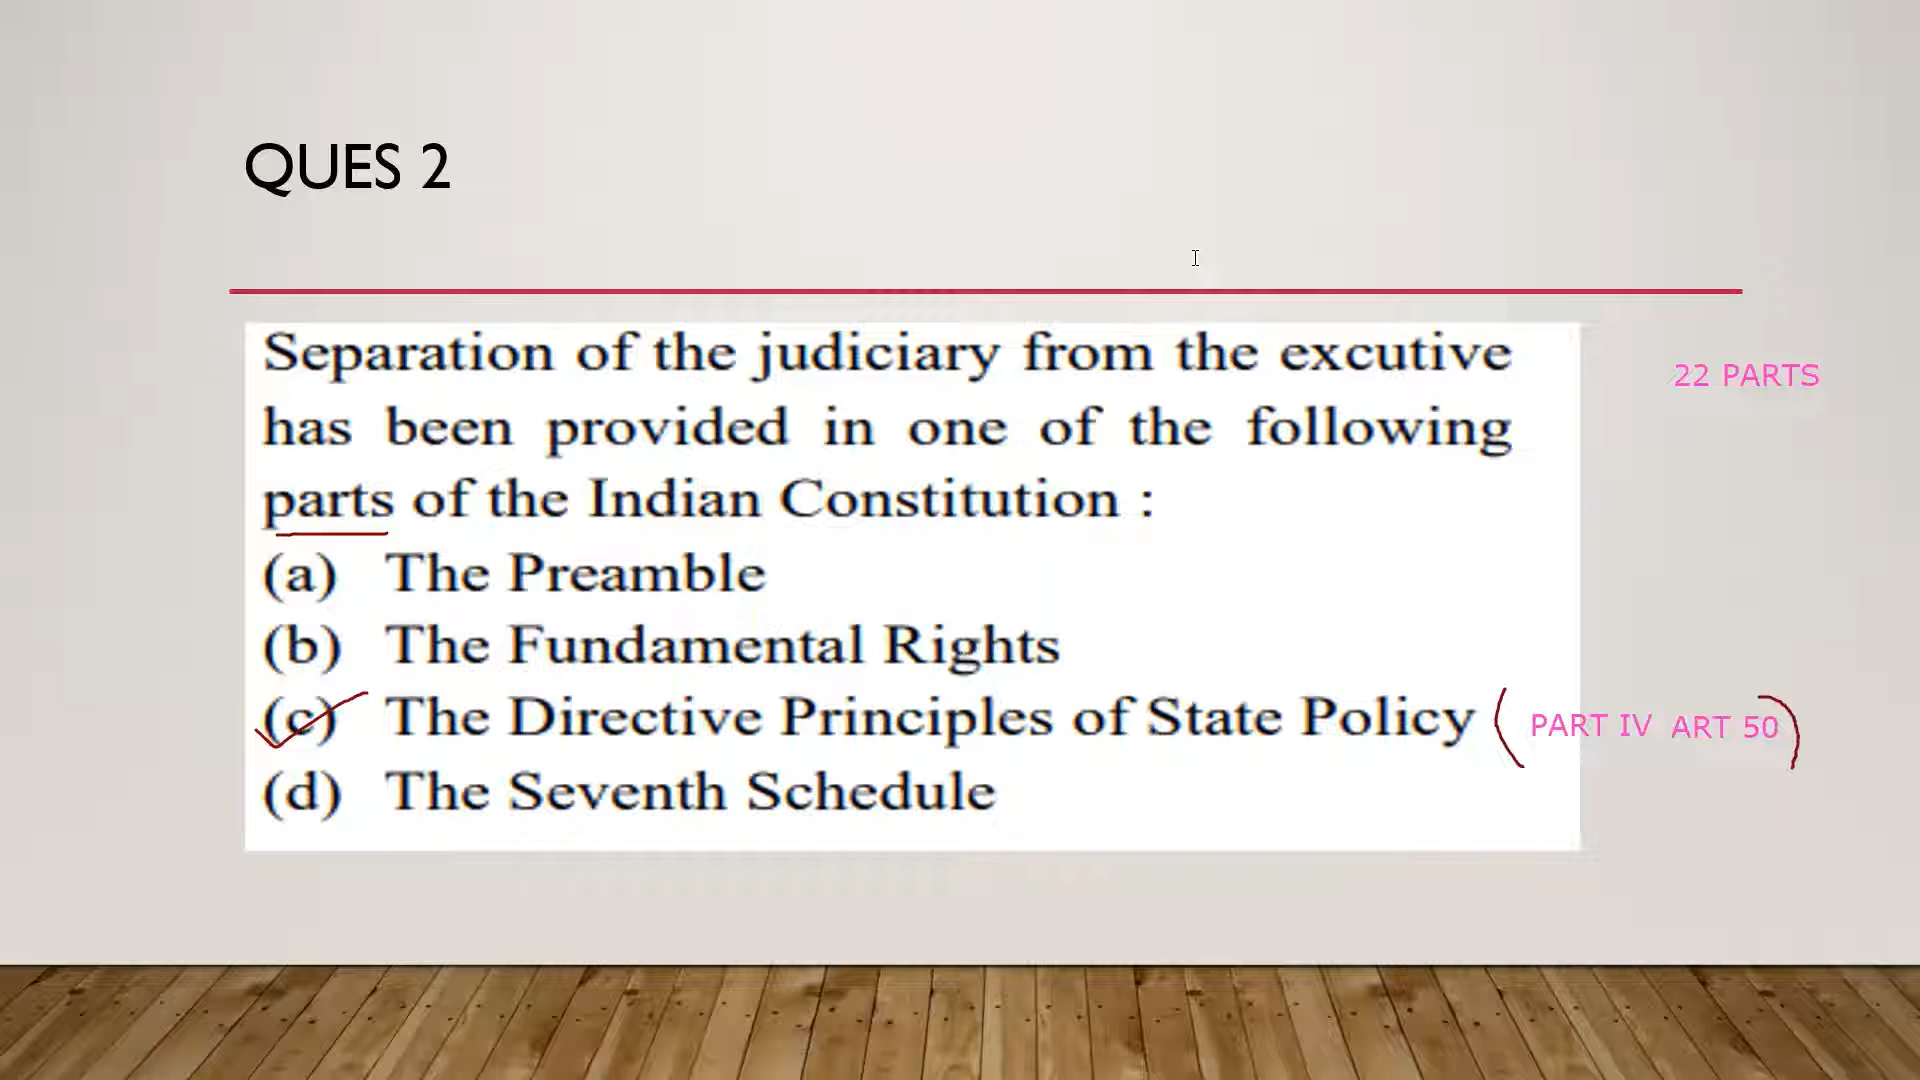 QUES 2
Separation of the judiciary from the excutive
22 PARTS
has been provided in one of the following
parts of the Indian Constitution :
(a) The Preamble
(b) The Fundamental Rights
(c) The Directive Principles of State Policy (PART IV ART 50)
(d) The Seventh Schedule